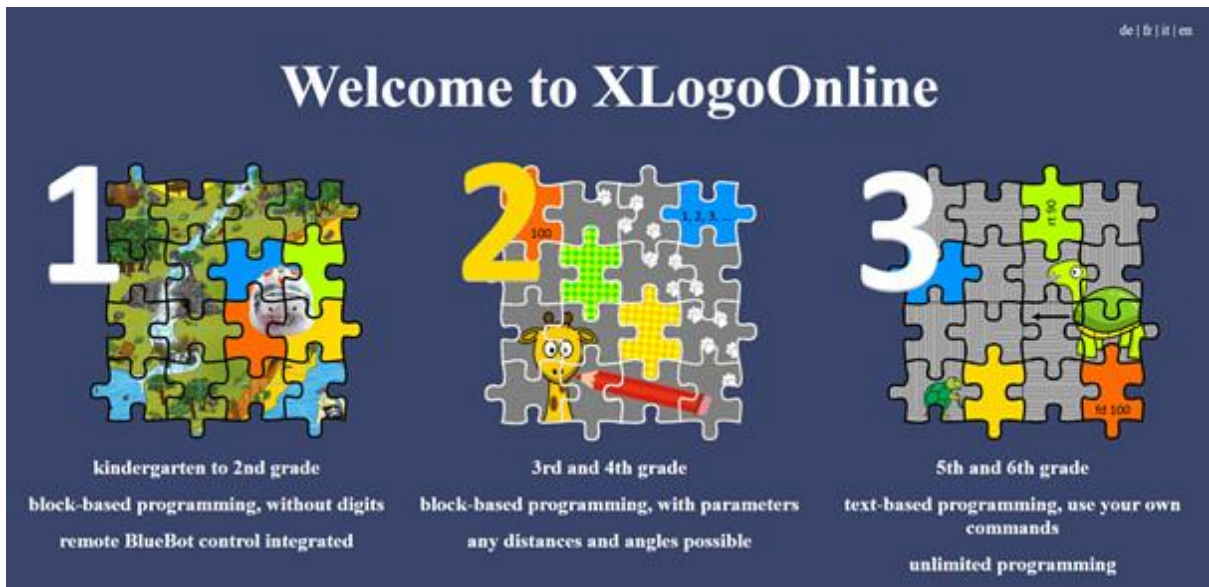 de | fr | it | en
Welcome to XLogoOnline
1
2
3
100
1, 2, 3, ...
rt 90
fd 100
kindergarten to 2nd grade
block-based programming, without digits
remote BlueBot control integrated
3rd and 4th grade
block-based programming, with parameters
any distances and angles possible
5th and 6th grade
text-based programming, use your own
commands
unlimited programming